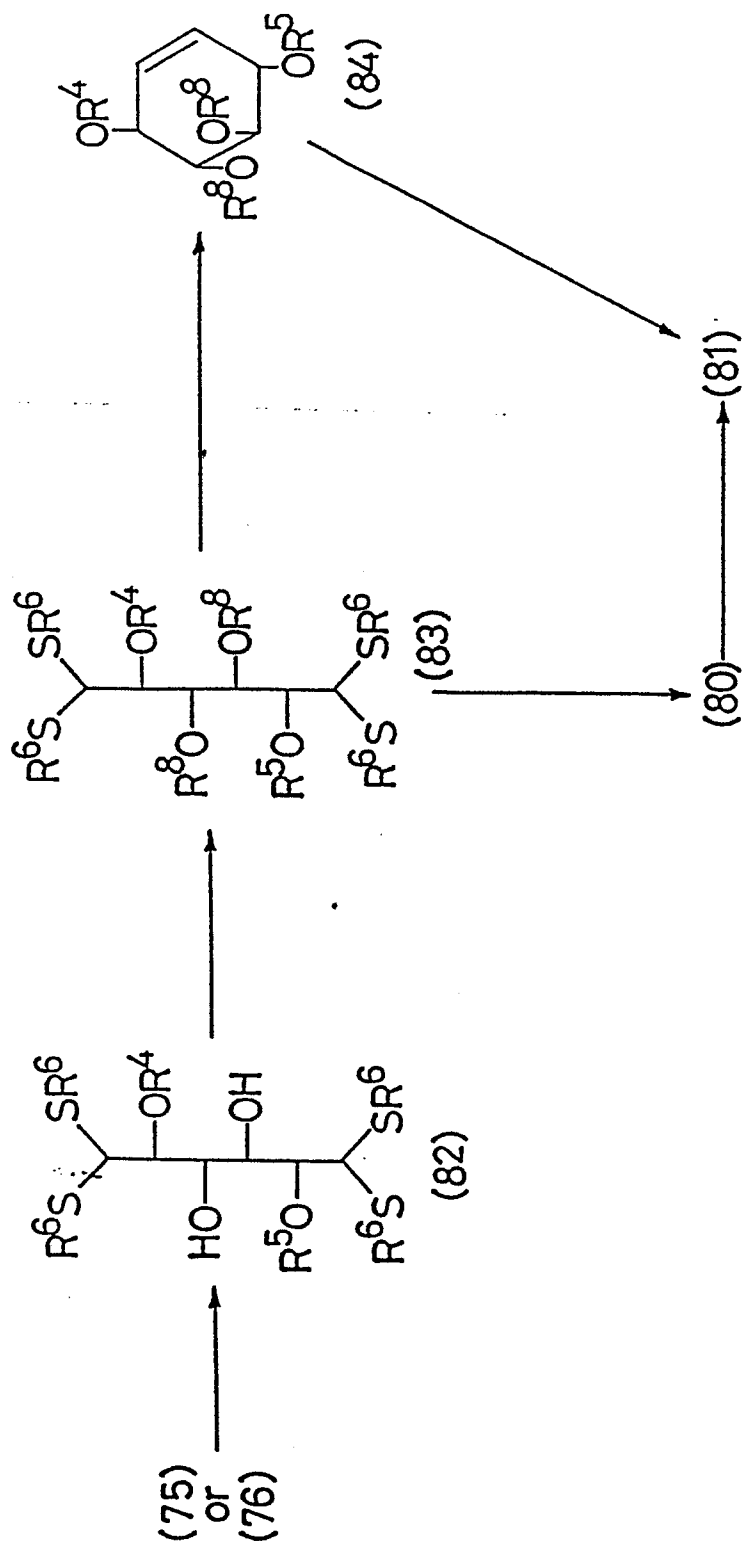 (75)
or
(76)
R⁶S SR⁶
OR⁴
HO
OH
R⁵O
R⁶S SR⁶
(82)
R⁶S SR⁶
OR⁴
R⁸O
OR⁸
R⁵O
R⁶S SR⁶
(83)
OR⁴
OR⁸
R⁸O
OR⁵
(84)
(80)
(81)